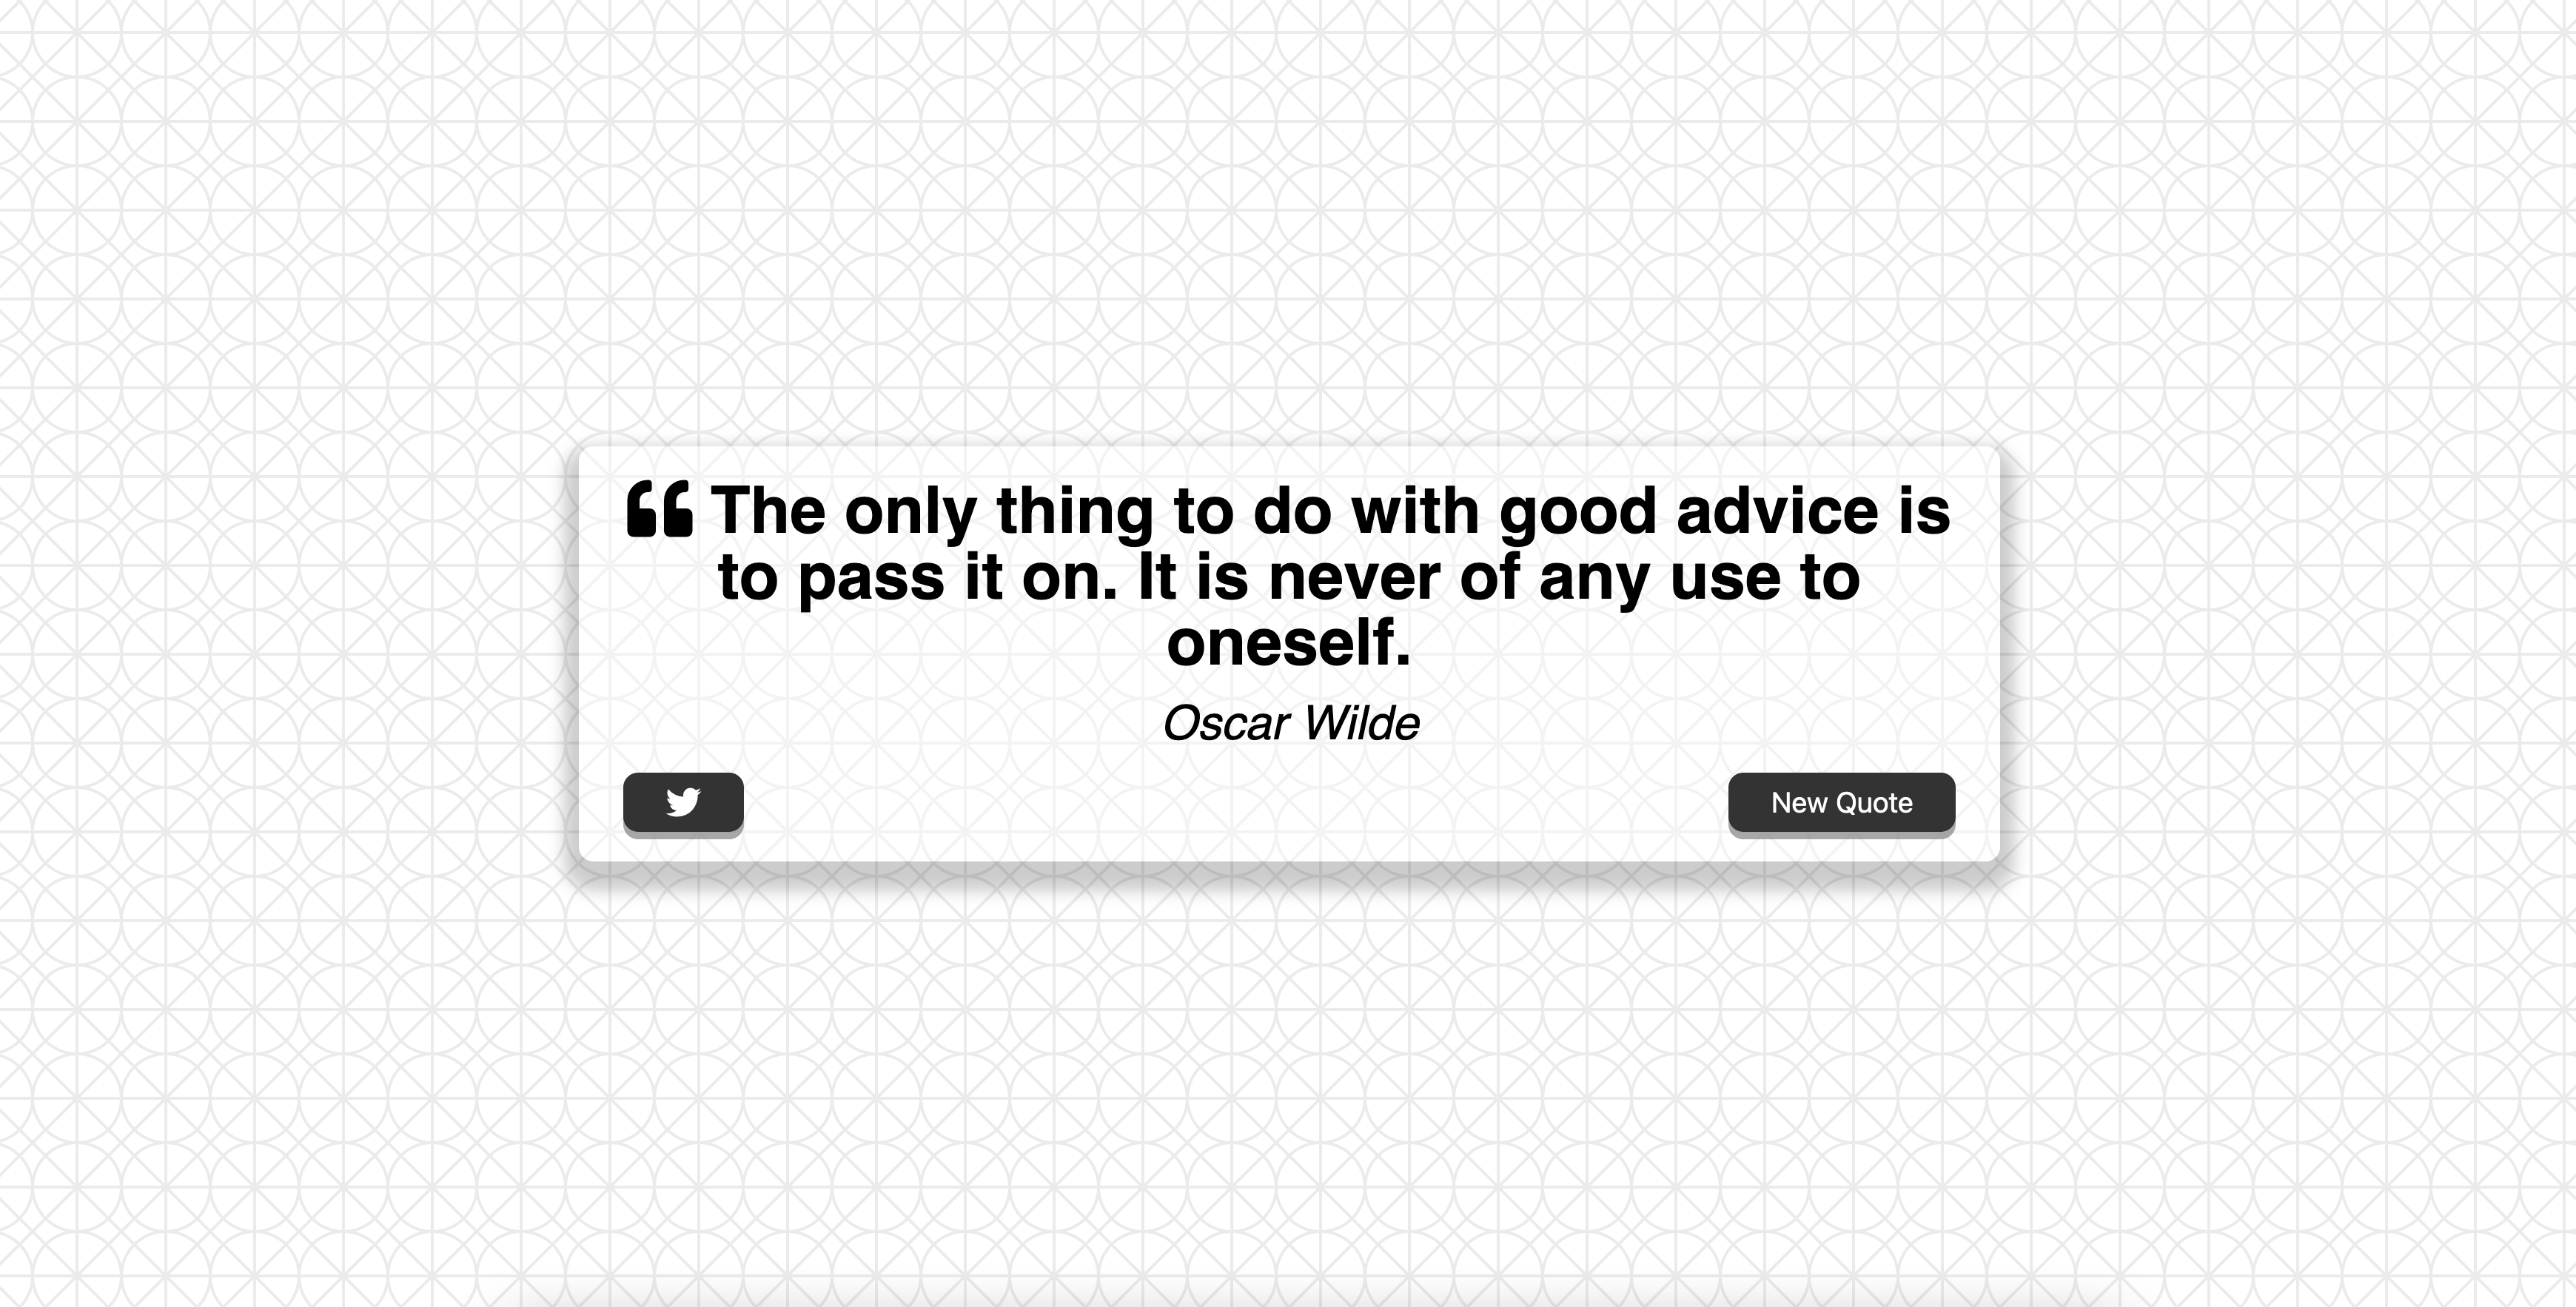 “ The only thing to do with good advice is
to pass it on. It is never of any use to
oneself.
Oscar Wilde
New Quote